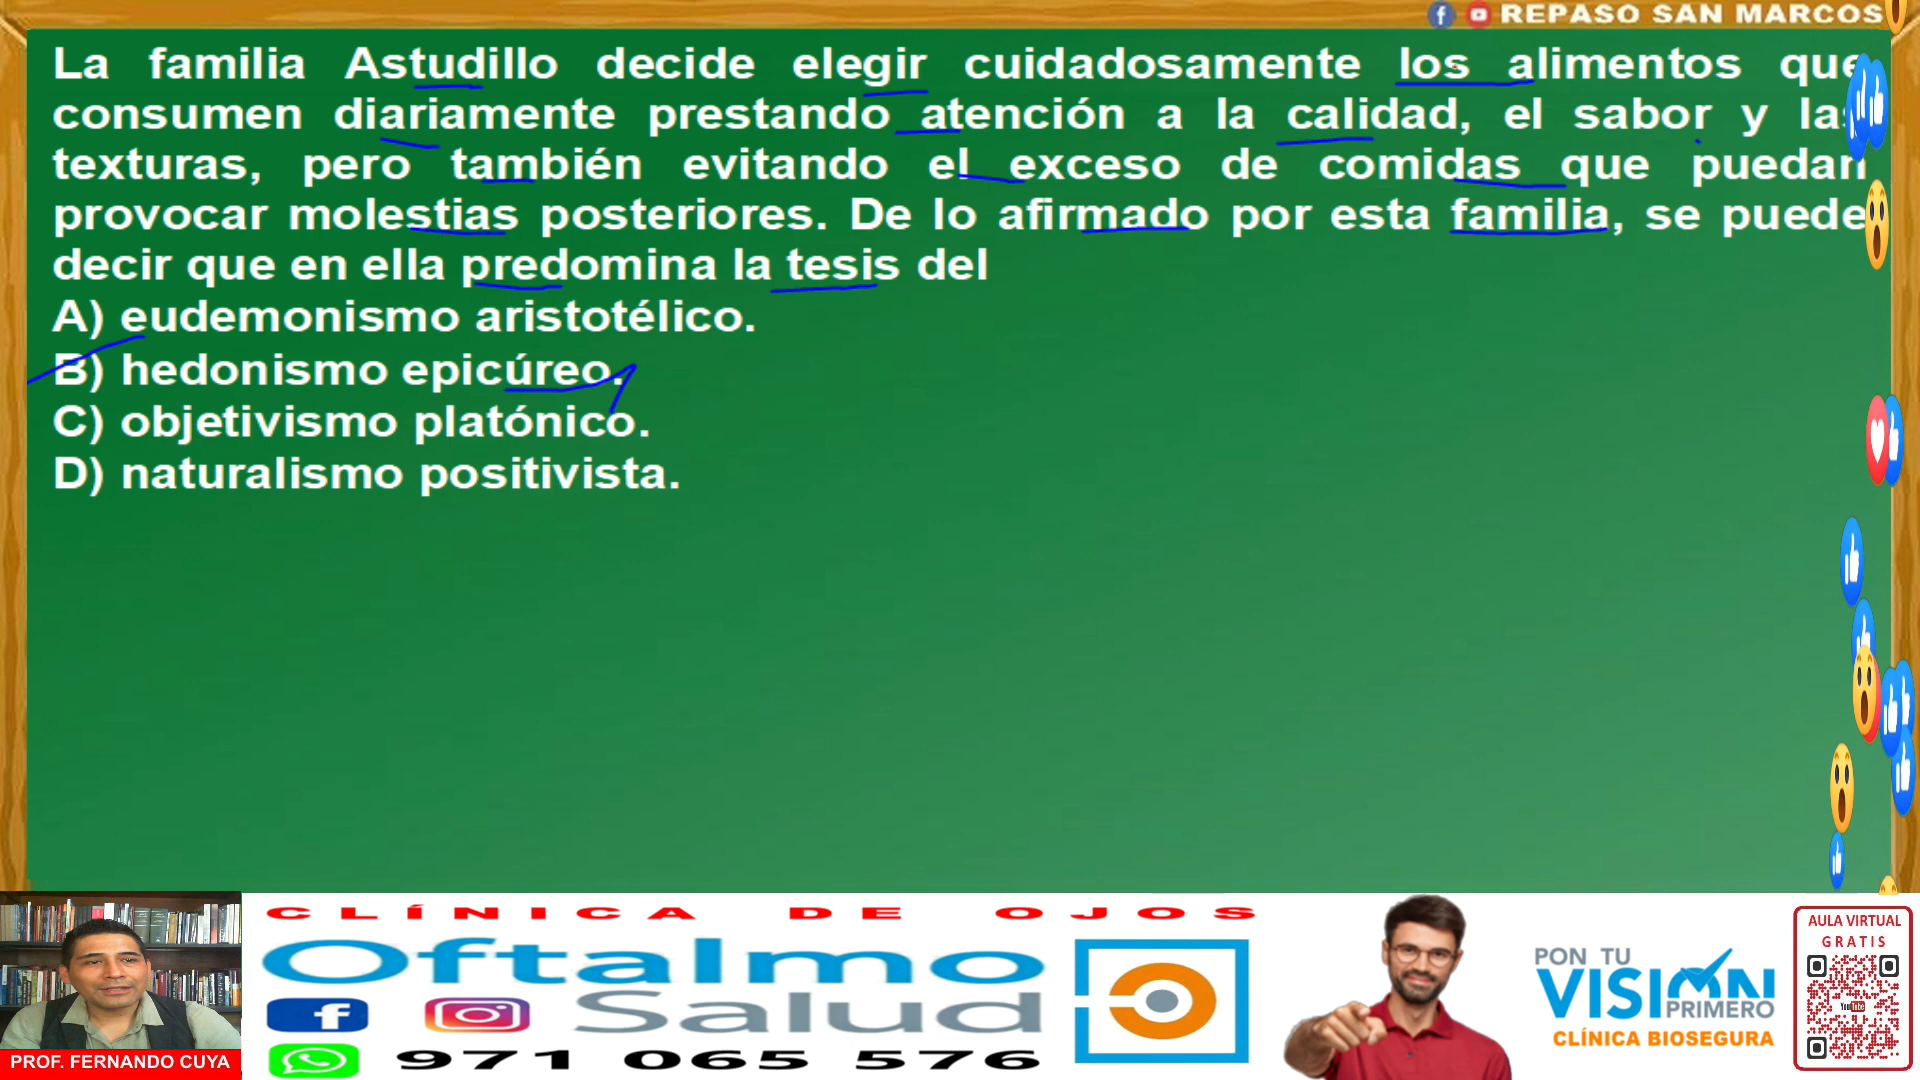 REPASO SAN MARCOS
La familia Astudillo decide elegir cuidadosamente los alimentos que
consumen diariamente prestando atención a la calidad, el sabor y las
texturas, pero también evitando el exceso de comidas que puedan
provocar molestias posteriores. De lo afirmado por esta familia, se puede
decir que en ella predomina la tesis del
A) eudemonismo aristotélico.
B) hedonismo epicúreo.
C) objetivismo platónico.
D) naturalismo positivista.
PROF. FERNANDO CUYA
CLÍNICA DE OJOS
Oftalmo
Salud
971 065 576
PON TU
VISIÓN
PRIMERO
CLÍNICA BIOSEGURA
AULA VIRTUAL
GRATIS
YouTube